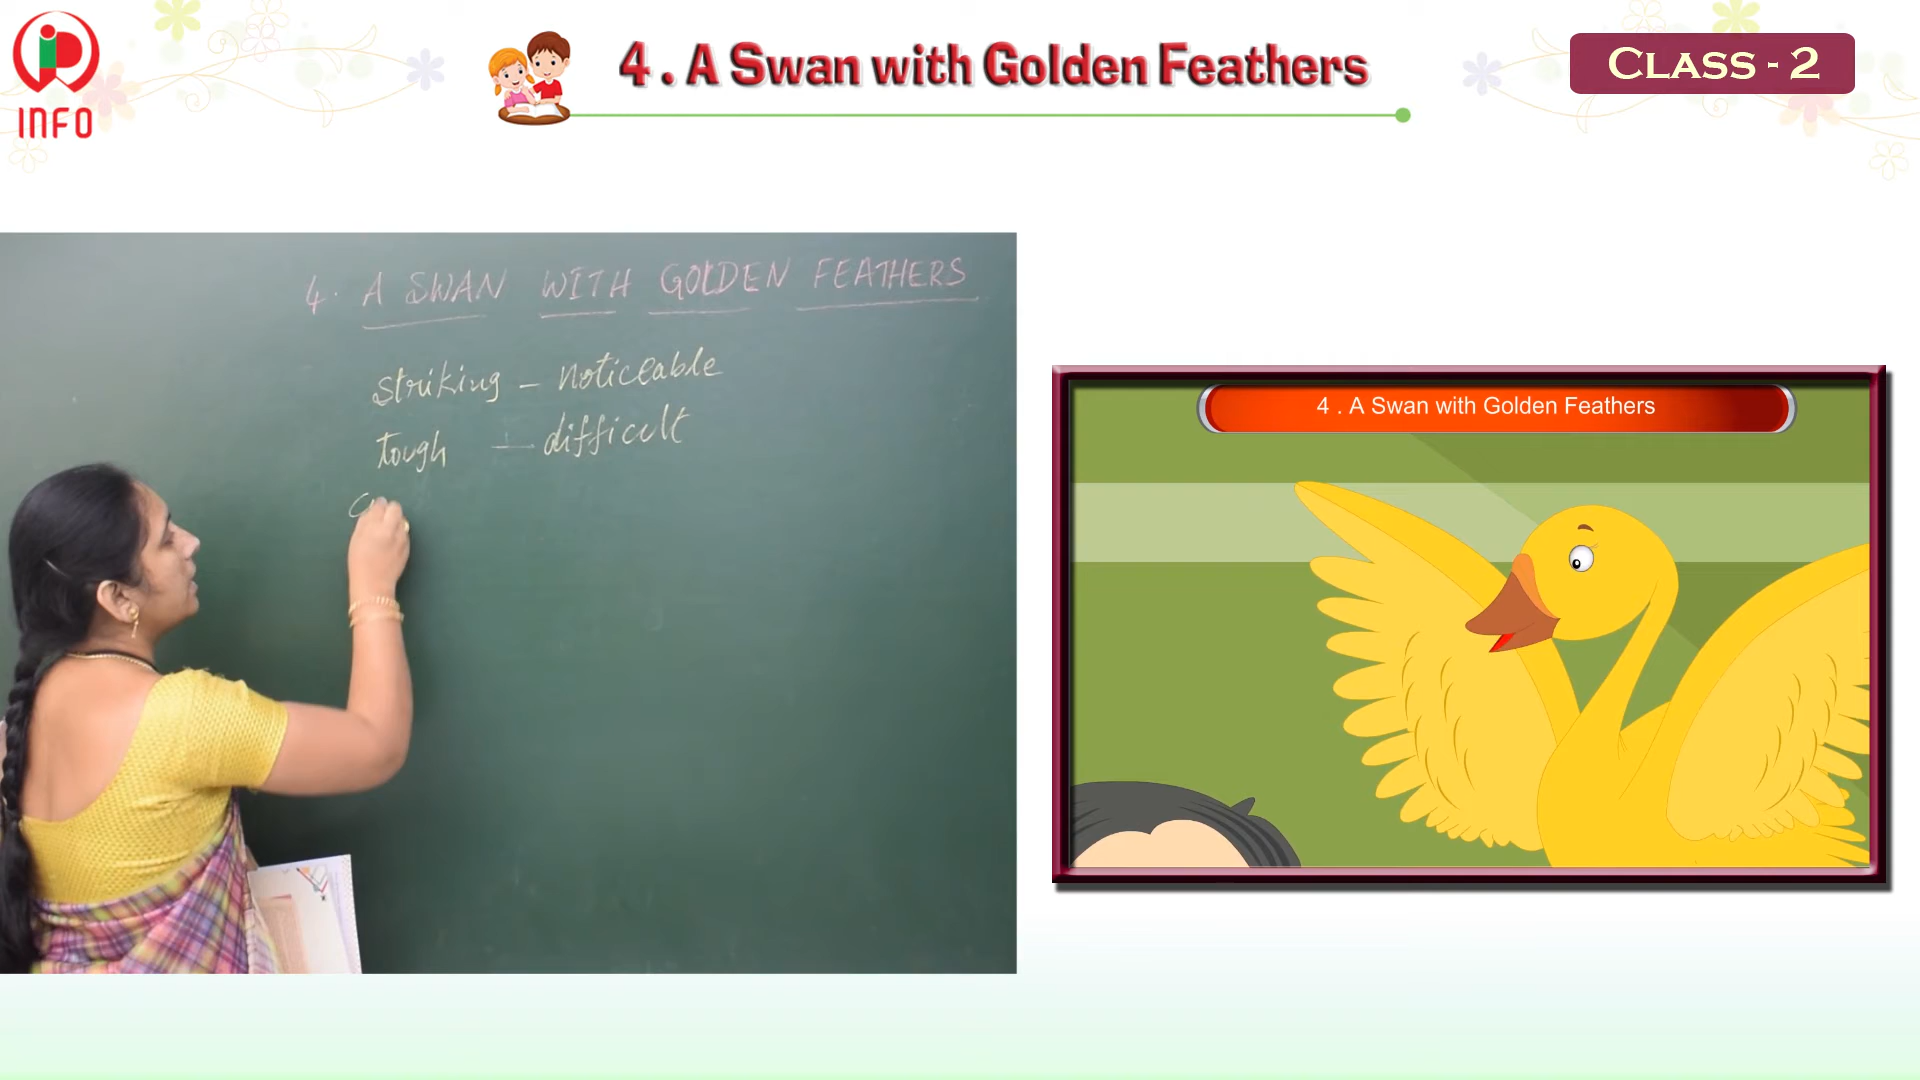 INFO
4 . A Swan with Golden Feathers
CLASS - 2
4. A SWAN WITH GOLDEN FEATHERS
striking - noticeable
tough - difficult
4 . A Swan with Golden Feathers